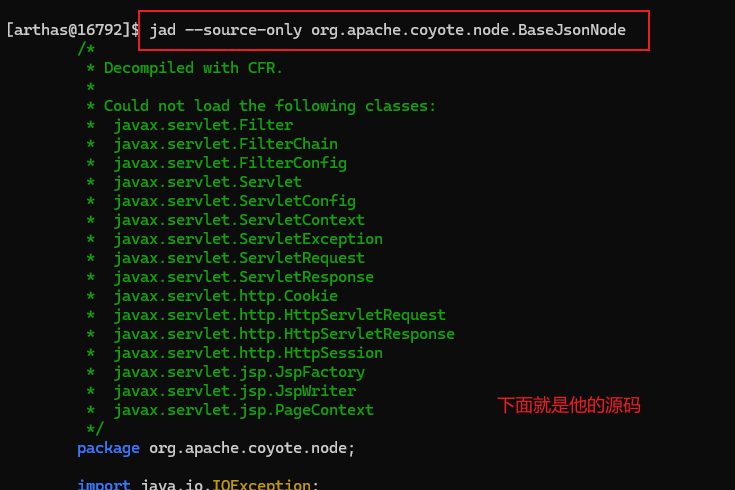 [arthas@16792]$ jad --source-only org.apache.coyote.node.BaseJsonNode
/*
 * Decompiled with CFR.
 *
 * Could not load the following classes:
 *  javax.servlet.Filter
 *  javax.servlet.FilterChain
 *  javax.servlet.FilterConfig
 *  javax.servlet.Servlet
 *  javax.servlet.ServletConfig
 *  javax.servlet.ServletContext
 *  javax.servlet.ServletException
 *  javax.servlet.ServletRequest
 *  javax.servlet.ServletResponse
 *  javax.servlet.http.Cookie
 *  javax.servlet.http.HttpServletRequest
 *  javax.servlet.http.HttpServletResponse
 *  javax.servlet.http.HttpSession
 *  javax.servlet.jsp.JspFactory
 *  javax.servlet.jsp.JspWriter
 *  javax.servlet.jsp.PageContext
下面就是他的源码
 */
package org.apache.coyote.node;
import java.io.IOException;